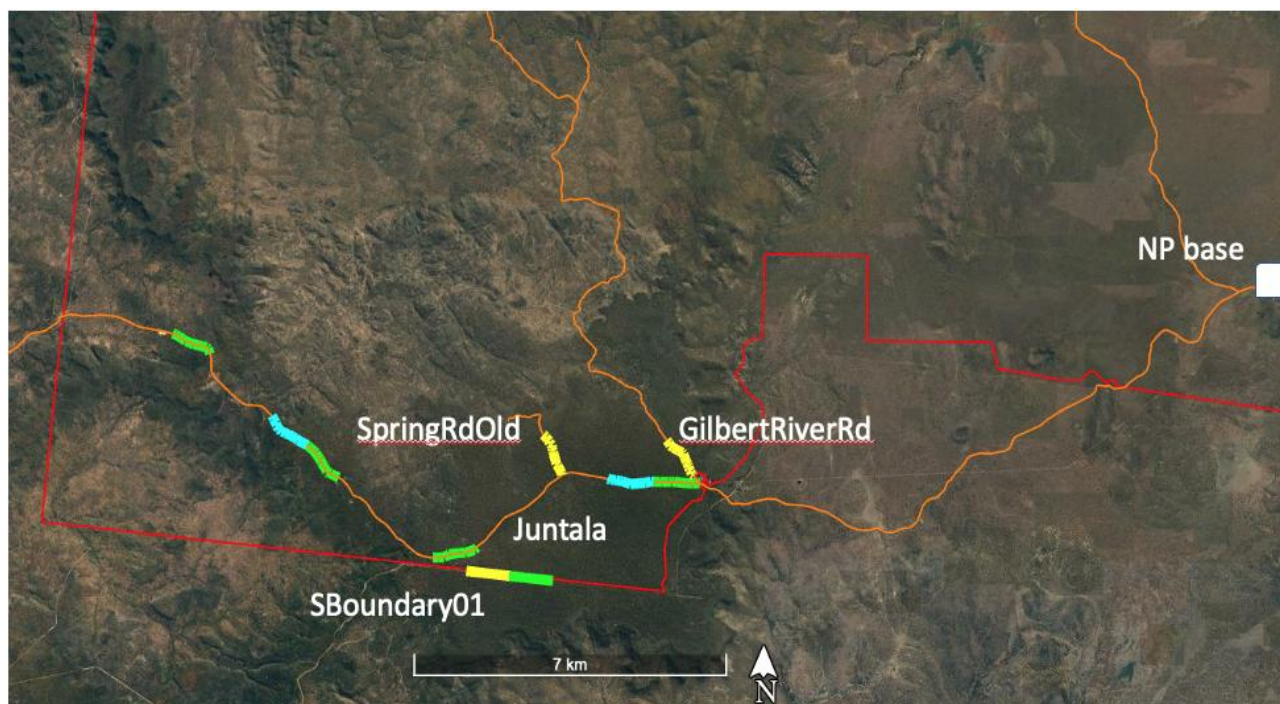 NP base
SpringRdOld
GilbertRiverRd
Juntala
SBoundary01
7 km
N